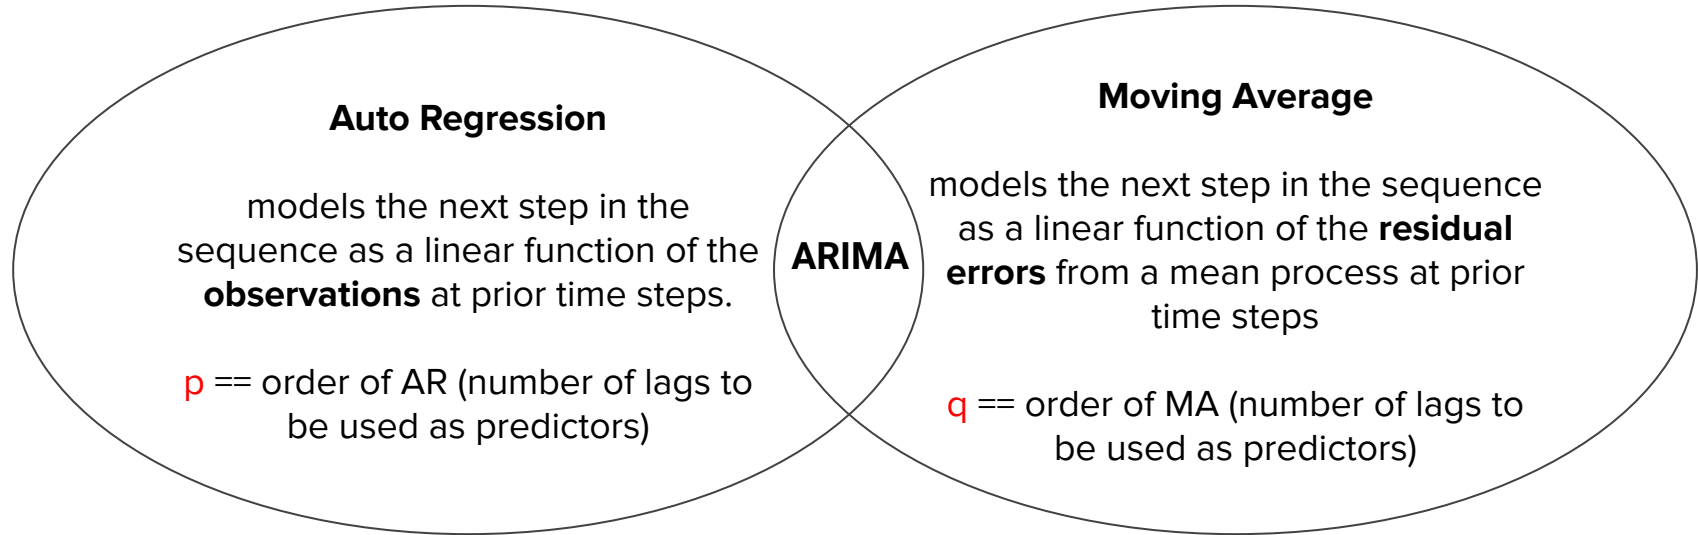 Auto Regression
models the next step in the
sequence as a linear function of the
observations at prior time steps.
p == order of AR (number of lags to
be used as predictors)
ARIMA
Moving Average
models the next step in the sequence
as a linear function of the residual
errors from a mean process at prior
time steps
q == order of MA (number of lags to
be used as predictors)